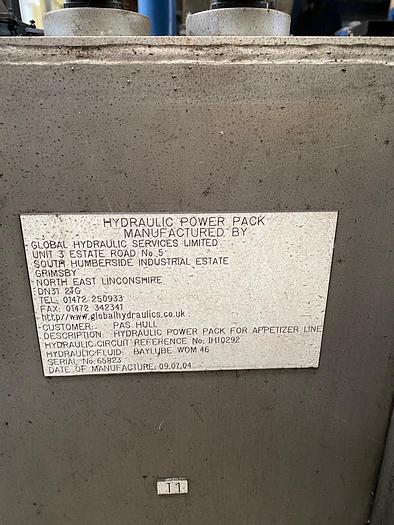 HYDRAULIC POWER PACK
MANUFACTURED BY
GLOBAL HYDRAULIC SERVICES LIMITED
UNIT 3 ESTATE ROAD No 5
SOUTH HUMBERSIDE INDUSTRIAL ESTATE
GRIMSBY
NORTH EAST LINCONSHIRE
DN31 2TG
TEL, 01472 250933
FAX: 01472 342341
http//www.globalhydraulics.co.uk
CUSTOMER: PAS HULL
DESCRIPTION: HYDRAULIC POWER PACK FOR APPETIZER LINE
HYDRAULIC.CIRCUIT REFERENCE No; IH10292
HYDRAULIC:FLUID: BAYLUBE WOM 46
SERIAL No: 65823
DATE OF MANUFACTURE; 09.07.04
T1